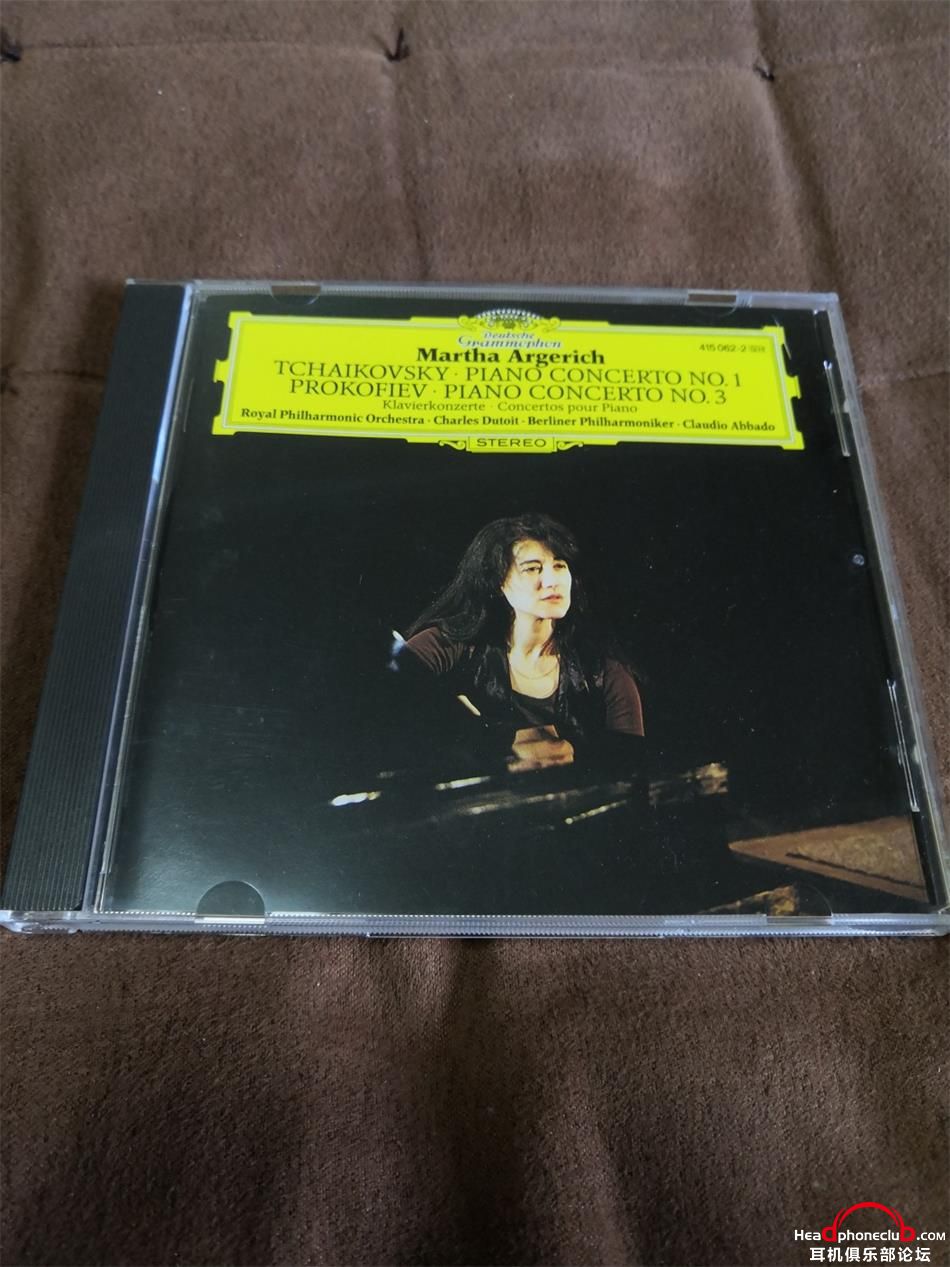 Deutsche
Grammophon
Martha Argerich
415 062-2
TCHAIKOVSKY · PIANO CONCERTO NO. 1
PROKOFIEV · PIANO CONCERTO NO. 3
Klavierkonzerte · Concertos pour Piano
Royal Philharmonic Orchestra · Charles Dutoit · Berliner Philharmoniker · Claudio Abbado
STEREO
Headphoneclub.com
耳机俱乐部论坛